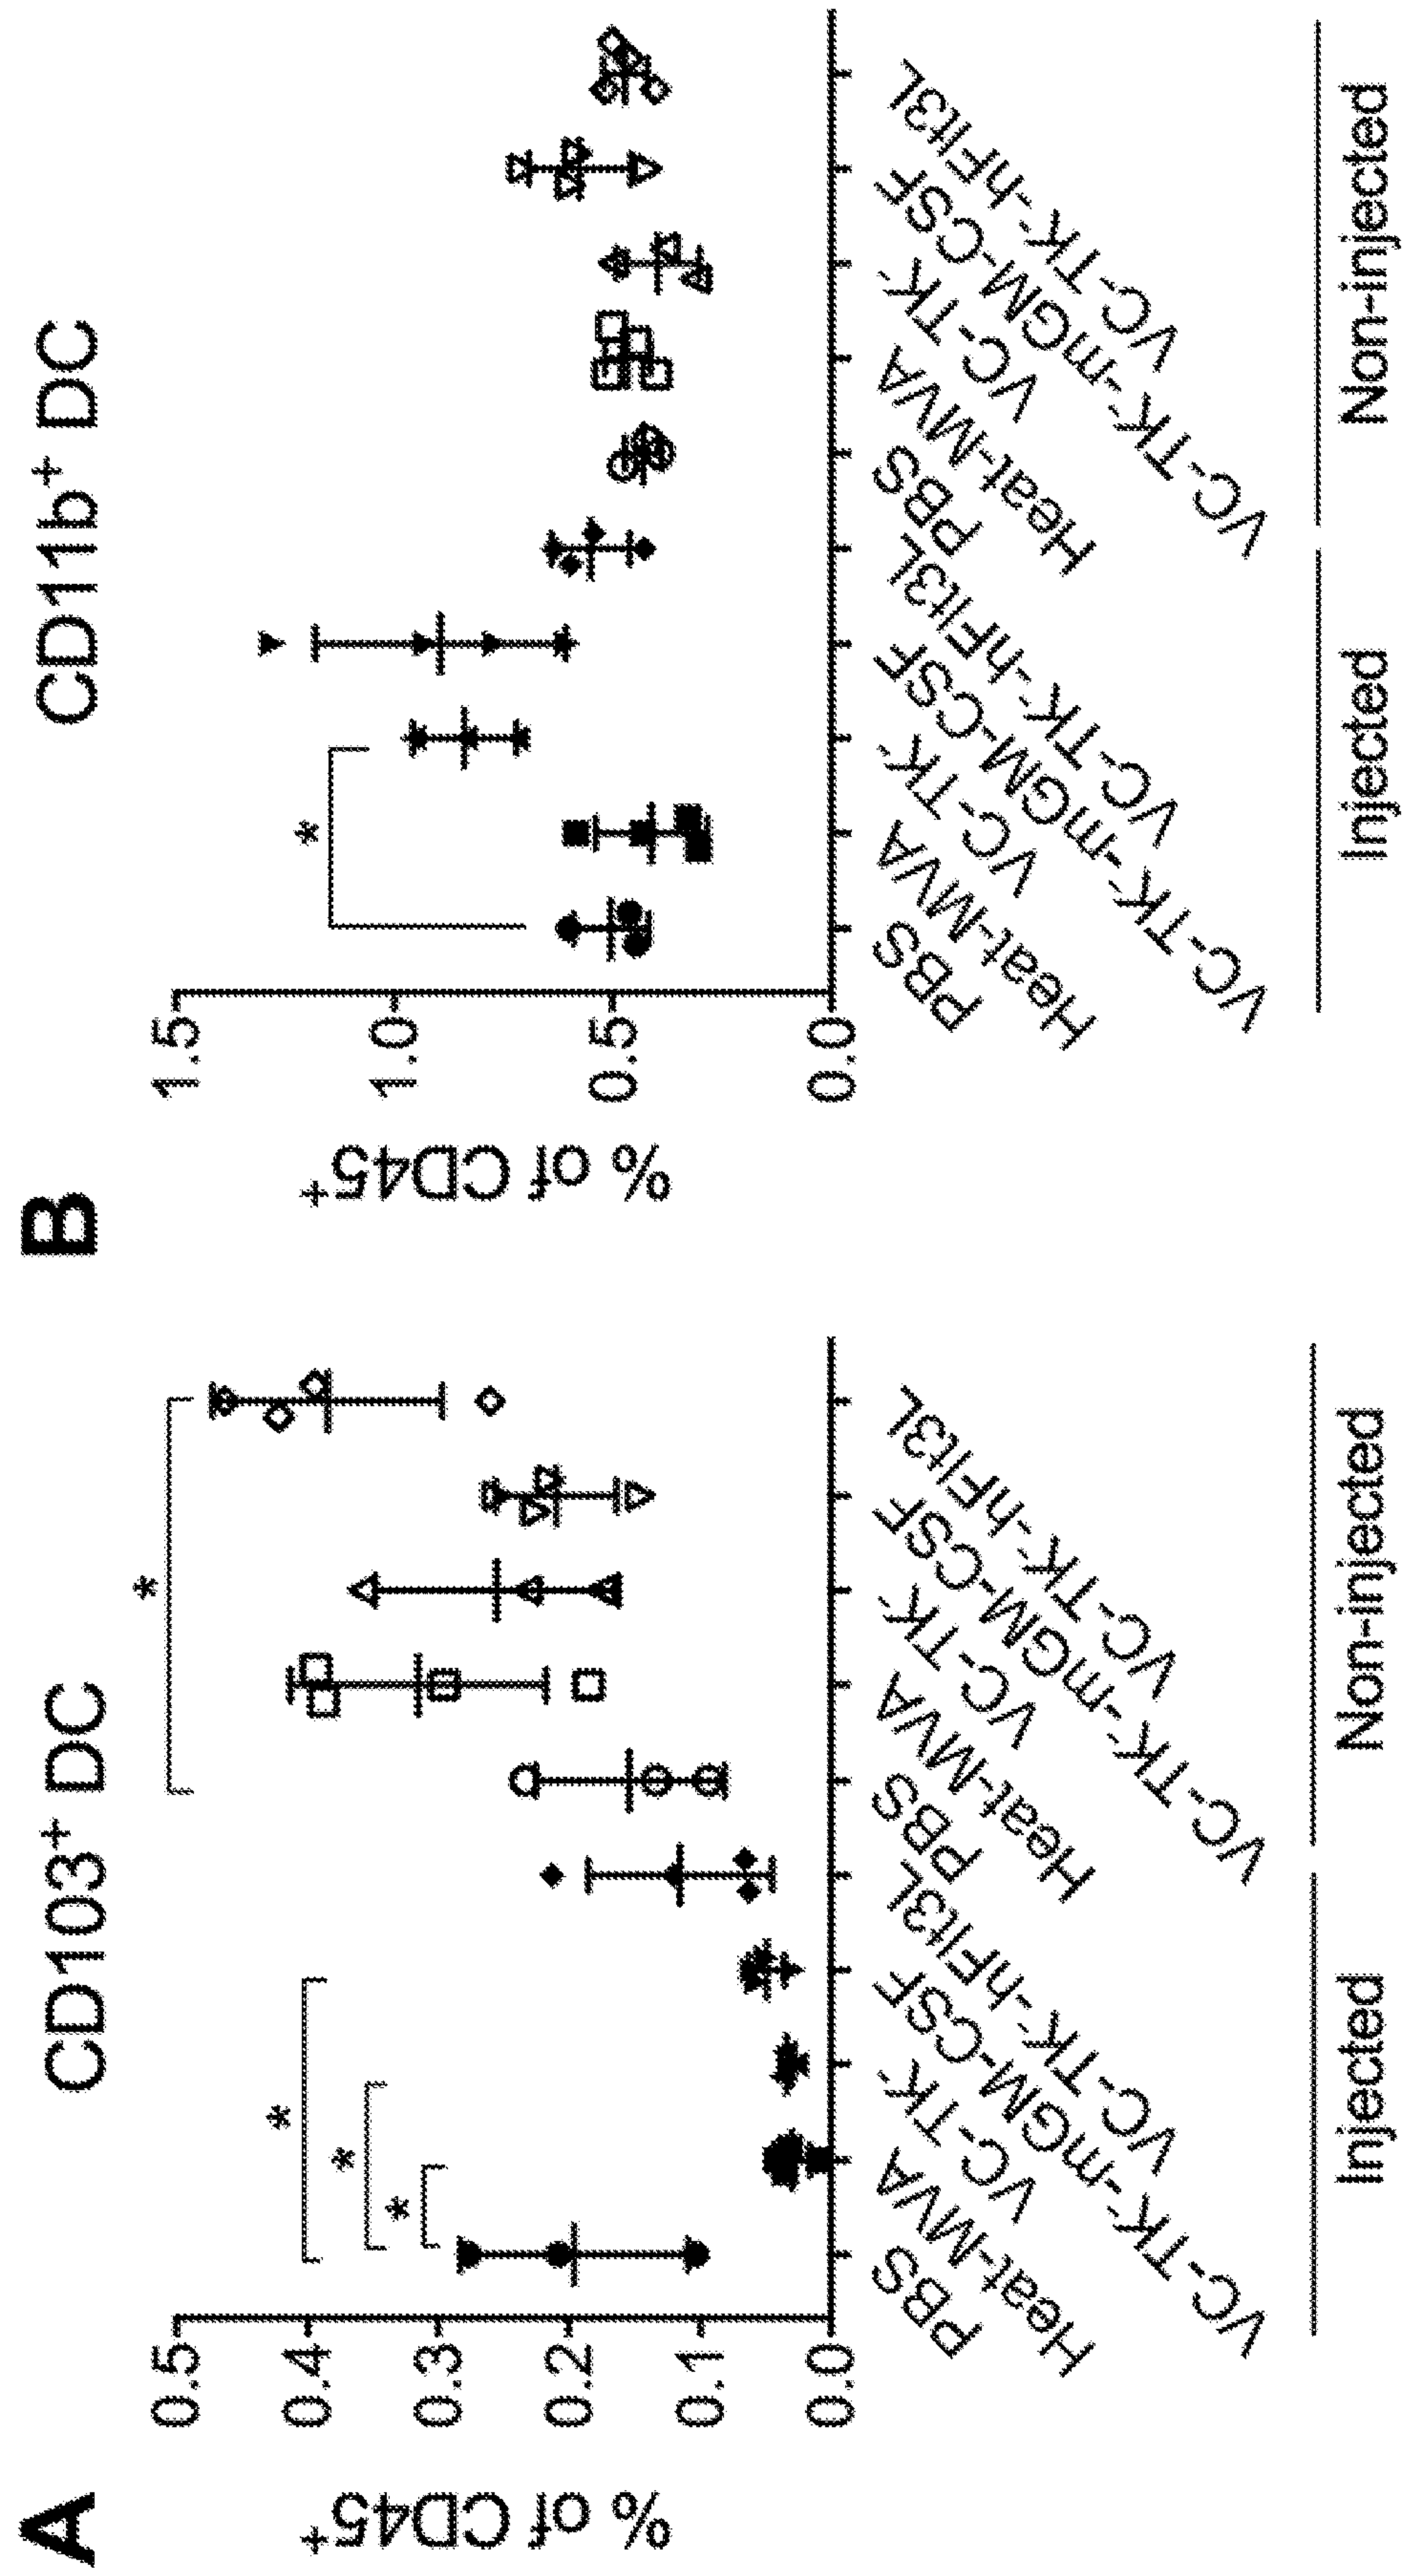 A
CD103⁺ DC
% of CD45⁺
0.5
0.4
0.3
0.2
0.1
0.0
*
*
*
*
PBS
Heat-MVA
VC-TK⁻
VC-TK⁻-mGM-CSF
VC-TK⁻-hFlt3L
PBS
Heat-MVA
VC-TK⁻
VC-TK⁻-mGM-CSF
VC-TK⁻-hFlt3L
Injected
Non-injected
B
CD11b⁺ DC
% of CD45⁺
1.5
1.0
0.5
0.0
*
PBS
Heat-MVA
VC-TK⁻
VC-TK⁻-mGM-CSF
VC-TK⁻-hFlt3L
PBS
Heat-MVA
VC-TK⁻
VC-TK⁻-mGM-CSF
VC-TK⁻-hFlt3L
Injected
Non-injected